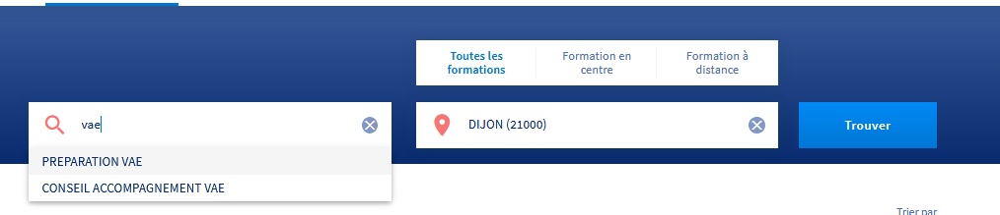 Toutes les
formations
Formation en
centre
Formation à
distance
vae
DIJON (21000)
Trouver
PREPARATION VAE
CONSEIL ACCOMPAGNEMENT VAE
Trier par